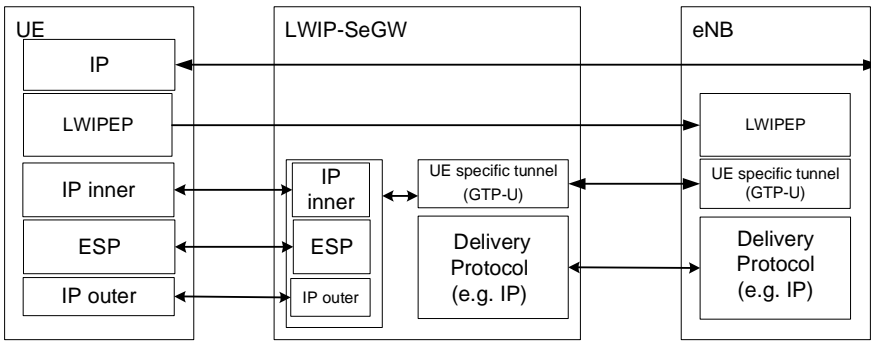 UE
IP
LWIPEP
IP inner
ESP
IP outer
LWIP-SeGW
IP
inner
ESP
IP outer
UE specific tunnel
(GTP-U)
Delivery
Protocol
(e.g. IP)
eNB
LWIPEP
UE specific tunnel
(GTP-U)
Delivery
Protocol
(e.g. IP)